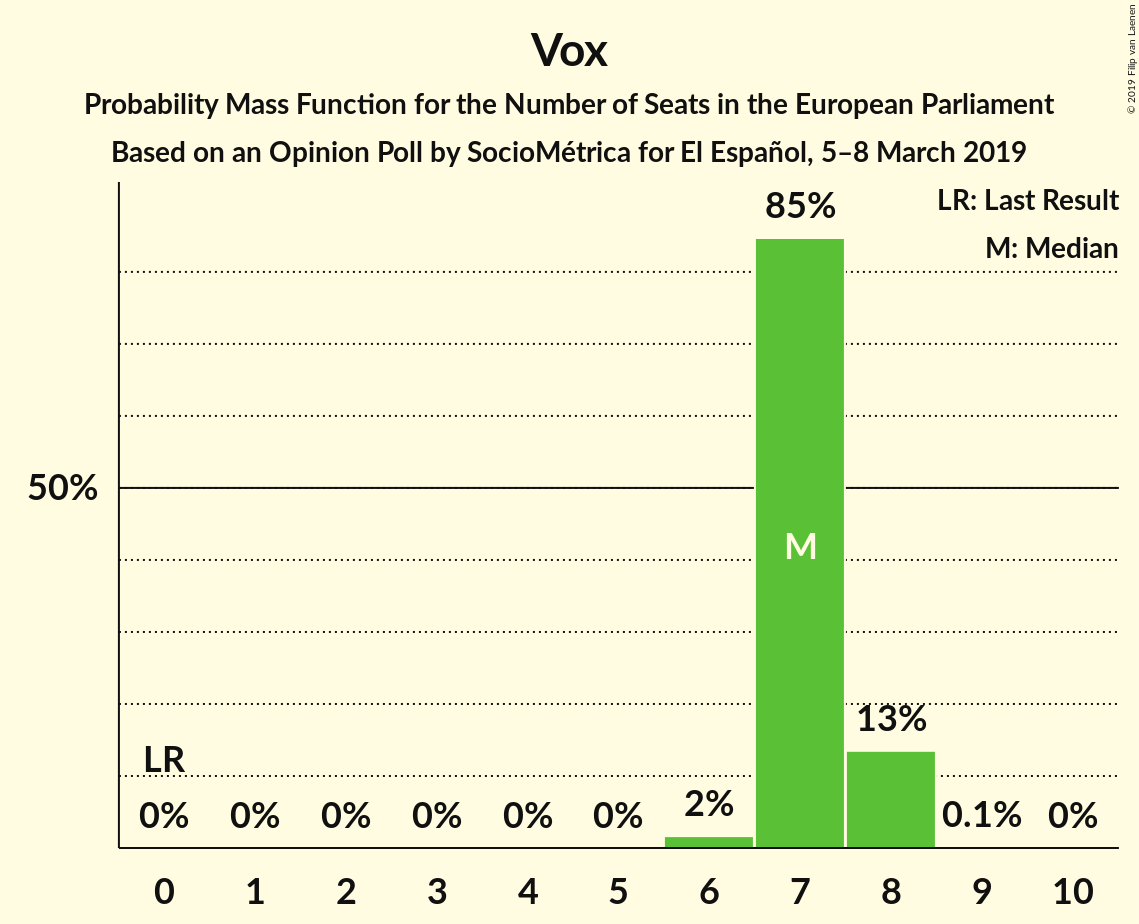 Vox
Probability Mass Function for the Number of Seats in the European Parliament
Based on an Opinion Poll by SocioMétrica for El Español, 5–8 March 2019
© 2019 Filip van Laenen
LR: Last Result
M: Median
85%
50%
M
13%
LR
2%
0% 0% 0% 0% 0% 0% 0.1% 0%
0 1 2 3 4 5 6 7 8 9 10